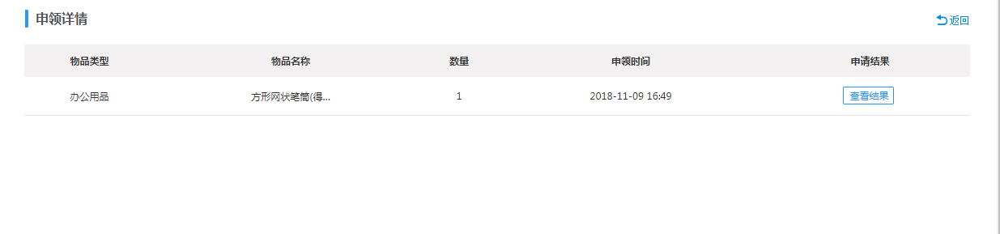 申领详情
返回
物品类型 物品名称 数量 申领时间 申请结果
办公用品 方形网状笔筒(得... 1 2018-11-09 16:49 查看结果